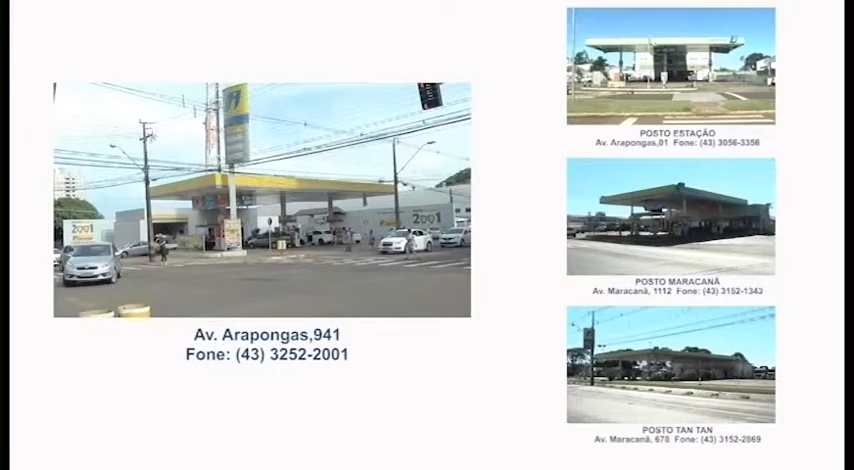 2001
2001
Av. Arapongas,941
Fone: (43) 3252-2001
POSTO ESTAÇÃO
Av. Arapongas,01 Fone: (43) 3056-3356
POSTO MARACANÃ
Av. Maracanã, 1112 Fone: (43) 3152-1343
POSTO TAN TAN
Av. Maracanã, 678 Fone: (43) 3152-2869